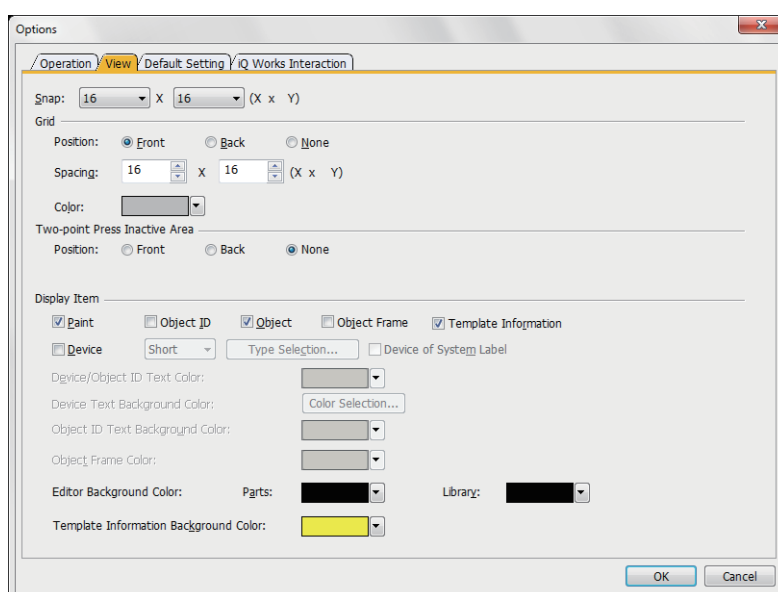 Options
Operation View Default Setting iQ Works Interaction
Snap: 16 X 16 (X x Y)
Grid
Position: Front Back None
Spacing: 16 X 16 (X x Y)
Color:
Two-point Press Inactive Area
Position: Front Back None
Display Item
Paint Object ID Object Object Frame Template Information
Device Short Type Selection... Device of System Label
Device/Object ID Text Color:
Device Text Background Color: Color Selection...
Object ID Text Background Color:
Object Frame Color:
Editor Background Color: Parts: Library:
Template Information Background Color:
OK Cancel